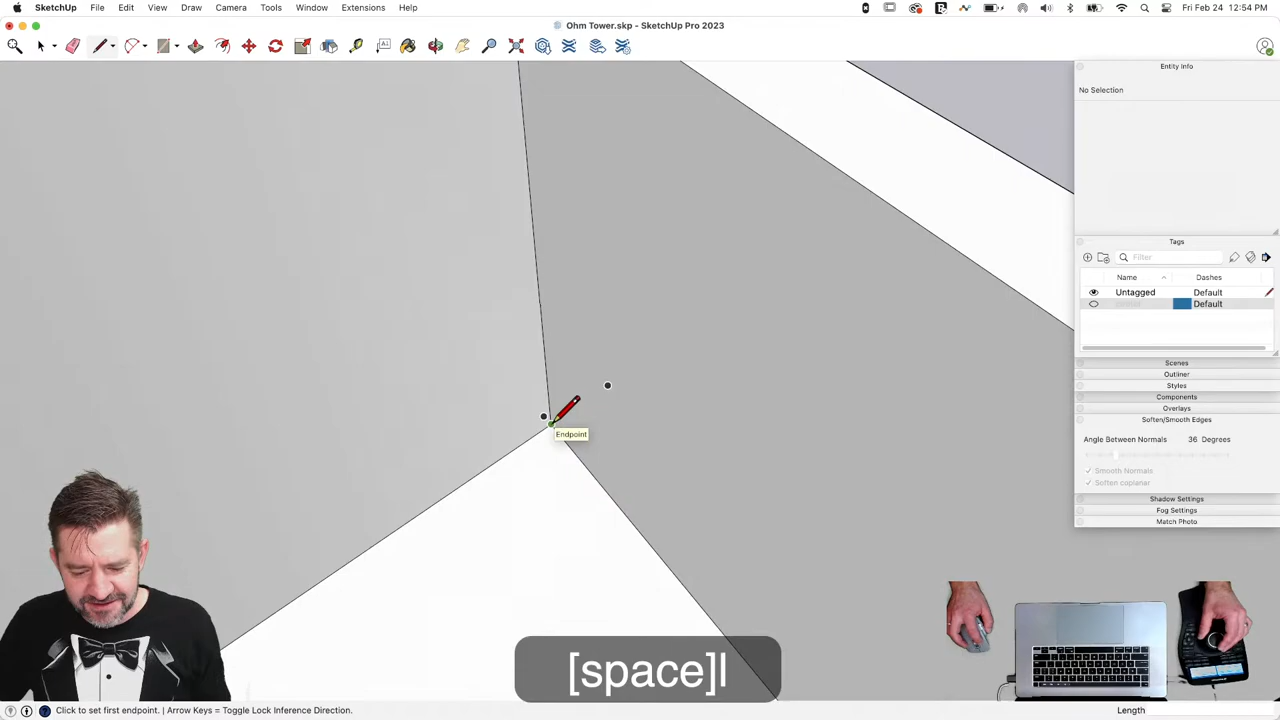 SketchUp File Edit View Draw Camera Tools Window Extensions Help
Fri Feb 24 12:54 PM
Ohm Tower.skp - SketchUp Pro 2023
Entity Info
No Selection
Tags
Filter
Name Dashes
Untagged Default
Default
Scenes
Outliner
Styles
Components
Overlays
Soften/Smooth Edges
Angle Between Normals 36 Degrees
Smooth Normals
Soften coplanar
Shadow Settings
Fog Settings
Match Photo
Endpoint
[space]l
Click to set first endpoint. | Arrow Keys = Toggle Lock Inference Direction.
Length